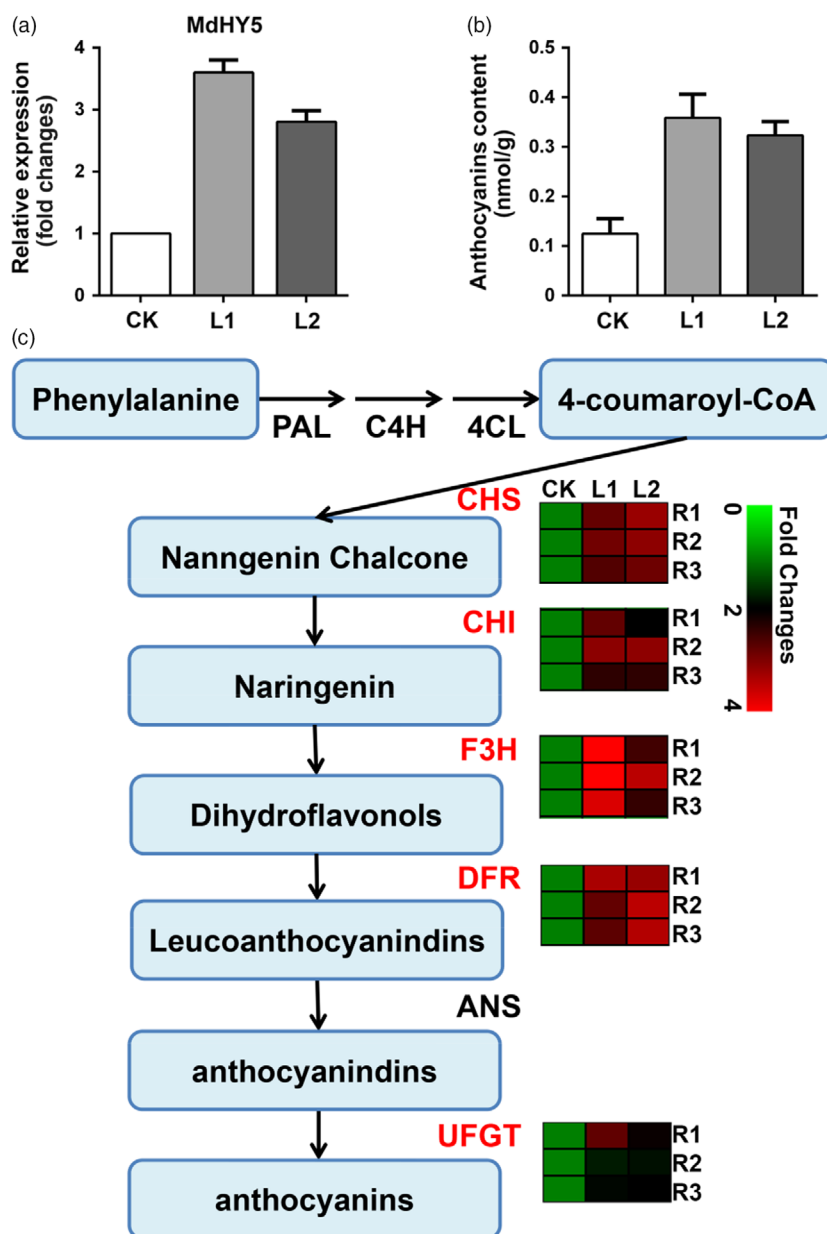 (a)
MdHY5
Relative expression
(fold changes)
4
3
2
1
0
CK L1 L2
(b)
Anthocyanins content
(nmol/g)
0.5
0.4
0.3
0.2
0.1
0
CK L1 L2
(c)
Phenylalanine
PAL C4H 4CL
4-coumaroyl-CoA
CHS
CK L1 L2
R1
R2
R3
0 2 4
Fold Changes
Nanngenin Chalcone
CHI
R1
R2
R3
Naringenin
F3H
R1
R2
R3
Dihydroflavonols
DFR
R1
R2
R3
Leucoanthocyanindins
ANS
anthocyanindins
UFGT
R1
R2
R3
anthocyanins